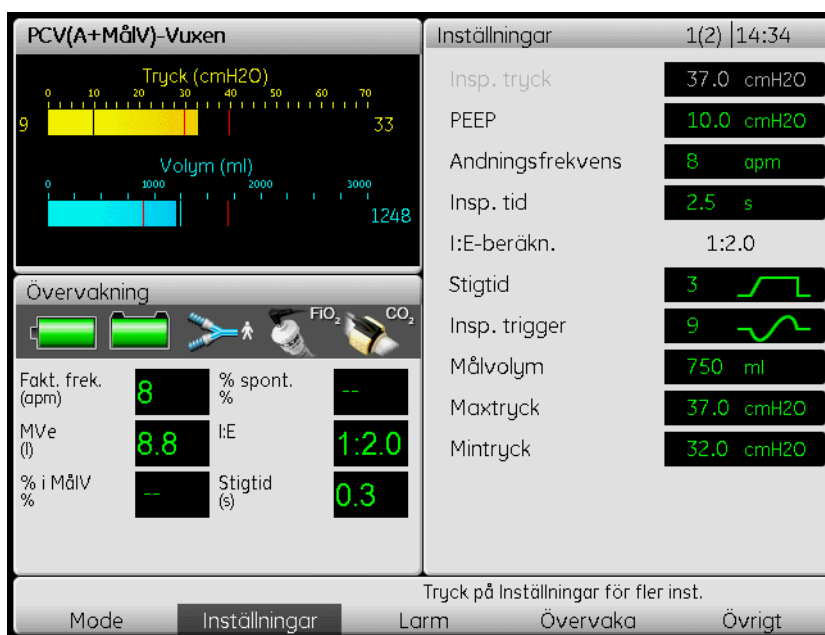 PCV(A+MålV)-Vuxen
Tryck (cmH2O)
0 10 20 30 40 50 60 70
9 33
Volym (ml)
0 1000 2000 3000
1248
Övervakning
FiO2 CO2
Fakt. frek. (apm) 8
% spont. % --
MVe (l) 8.8
I:E 1:2.0
% i MålV % --
Stigtid (s) 0.3
Inställningar 1(2) 14:34
Insp. tryck 37.0 cmH2O
PEEP 10.0 cmH2O
Andningsfrekvens 8 apm
Insp. tid 2.5 s
I:E-beräkn. 1:2.0
Stigtid 3
Insp. trigger 9
Målvolym 750 ml
Maxtryck 37.0 cmH2O
Mintryck 32.0 cmH2O
Tryck på Inställningar för fler inst.
Mode Inställningar Larm Övervaka Övrigt